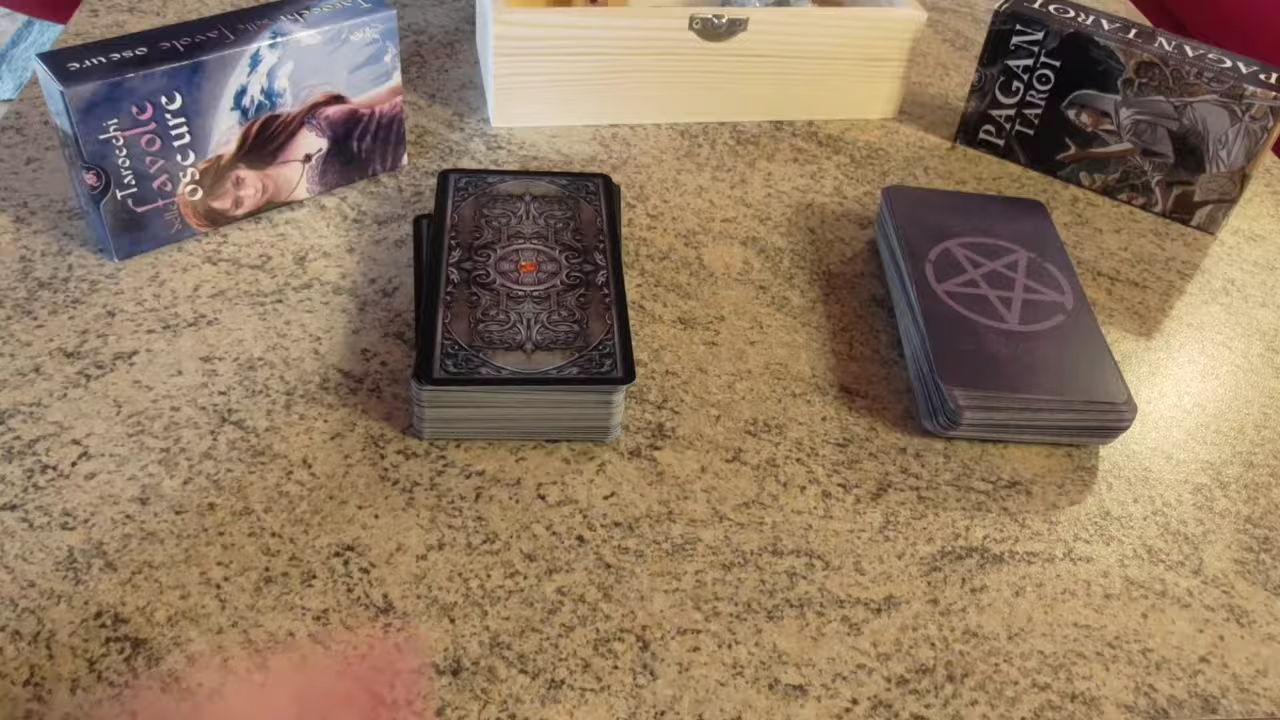 Tarocchi delle favole oscure
Tarocchi
delle favole
oscure
PAGAN TAROT
PAGAN
TAROT